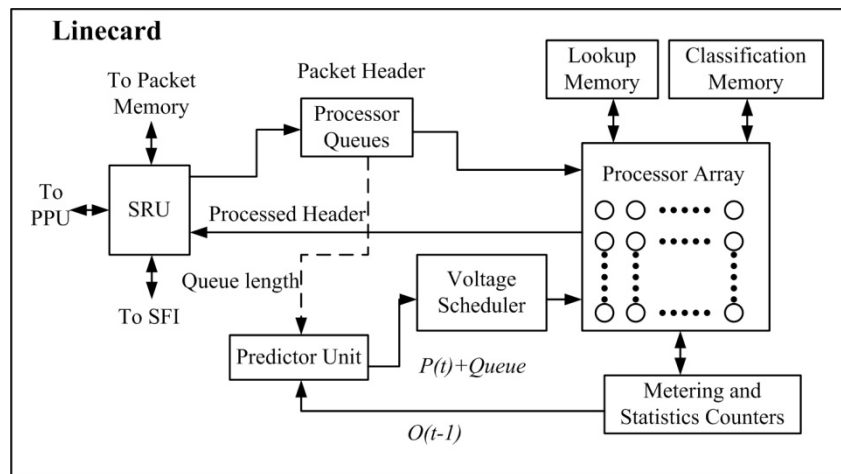 Linecard
To Packet
Memory
Packet Header
Lookup
Memory
Classification
Memory
Processor
Queues
To
PPU
SRU
Processor Array
Processed Header
Queue length
Voltage
Scheduler
To SFI
Predictor Unit
P(t)+Queue
Metering and
Statistics Counters
O(t-1)